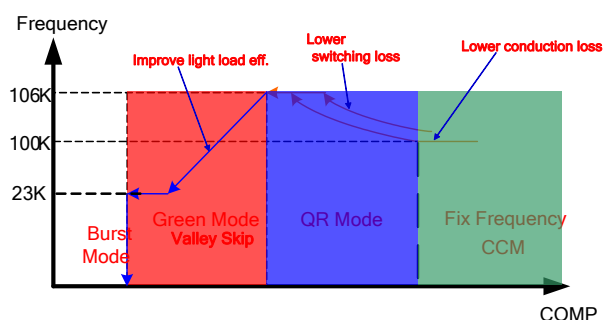 Frequency
Improve light load eff.
Lower
switching loss
Lower conduction loss
106K
100K
23K
Burst
Mode
Green Mode
Valley Skip
QR Mode
Fix Frequency
CCM
COMP